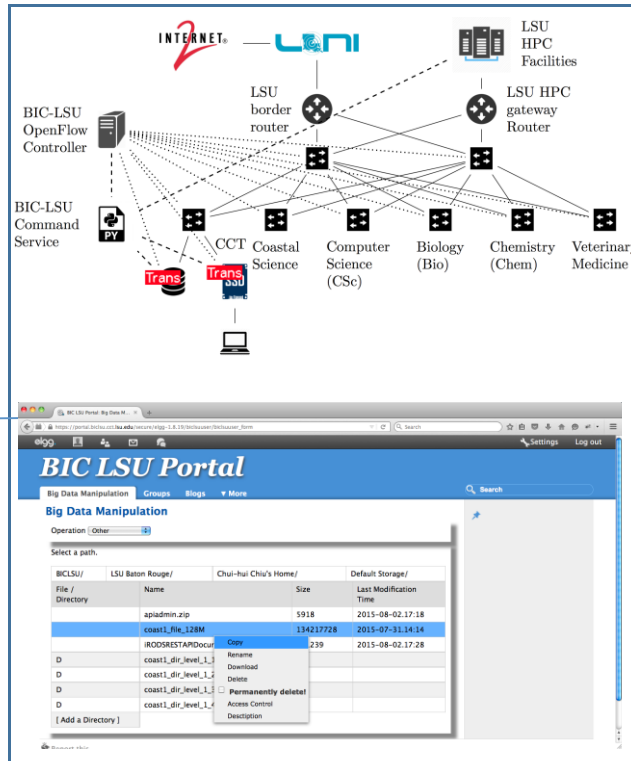 INTERNET®
2
LONI
LSU
HPC
Facilities
LSU
border
router
LSU HPC
gateway
Router
BIC-LSU
OpenFlow
Controller
BIC-LSU
Command
Service
PY
CCT
Coastal
Science
Computer
Science
(CSc)
Biology
(Bio)
Chemistry
(Chem)
Veterinary
Medicine
Trans
Trans
SSD
BIC LSU Portal: Big Data M...
https://portal.biclsu.cct.lsu.edu/secure/elgg-1.8.19/biclsuuser/biclsuuser_form
Search
elgg
Settings Log out
BIC LSU Portal
Big Data Manipulation Groups Blogs ▼ More
Search
Big Data Manipulation
Operation Other
Select a path.
BICLSU/ LSU Baton Rouge/ Chui-hui Chiu's Home/ Default Storage/
File / Directory Name Size Last Modification Time
apiadmin.zip 5918 2015-08-02.17:18
coast1_file_128M 134217728 2015-07-31.14:14
iRODSRESTAPIDocu 239 2015-08-02.17:28
D coast1_dir_level_1_1
D coast1_dir_level_1_2
D coast1_dir_level_1_3
D coast1_dir_level_1_4
[ Add a Directory ]
Copy
Rename
Download
Delete
Permanently delete!
Access Control
Desctiption
Report this